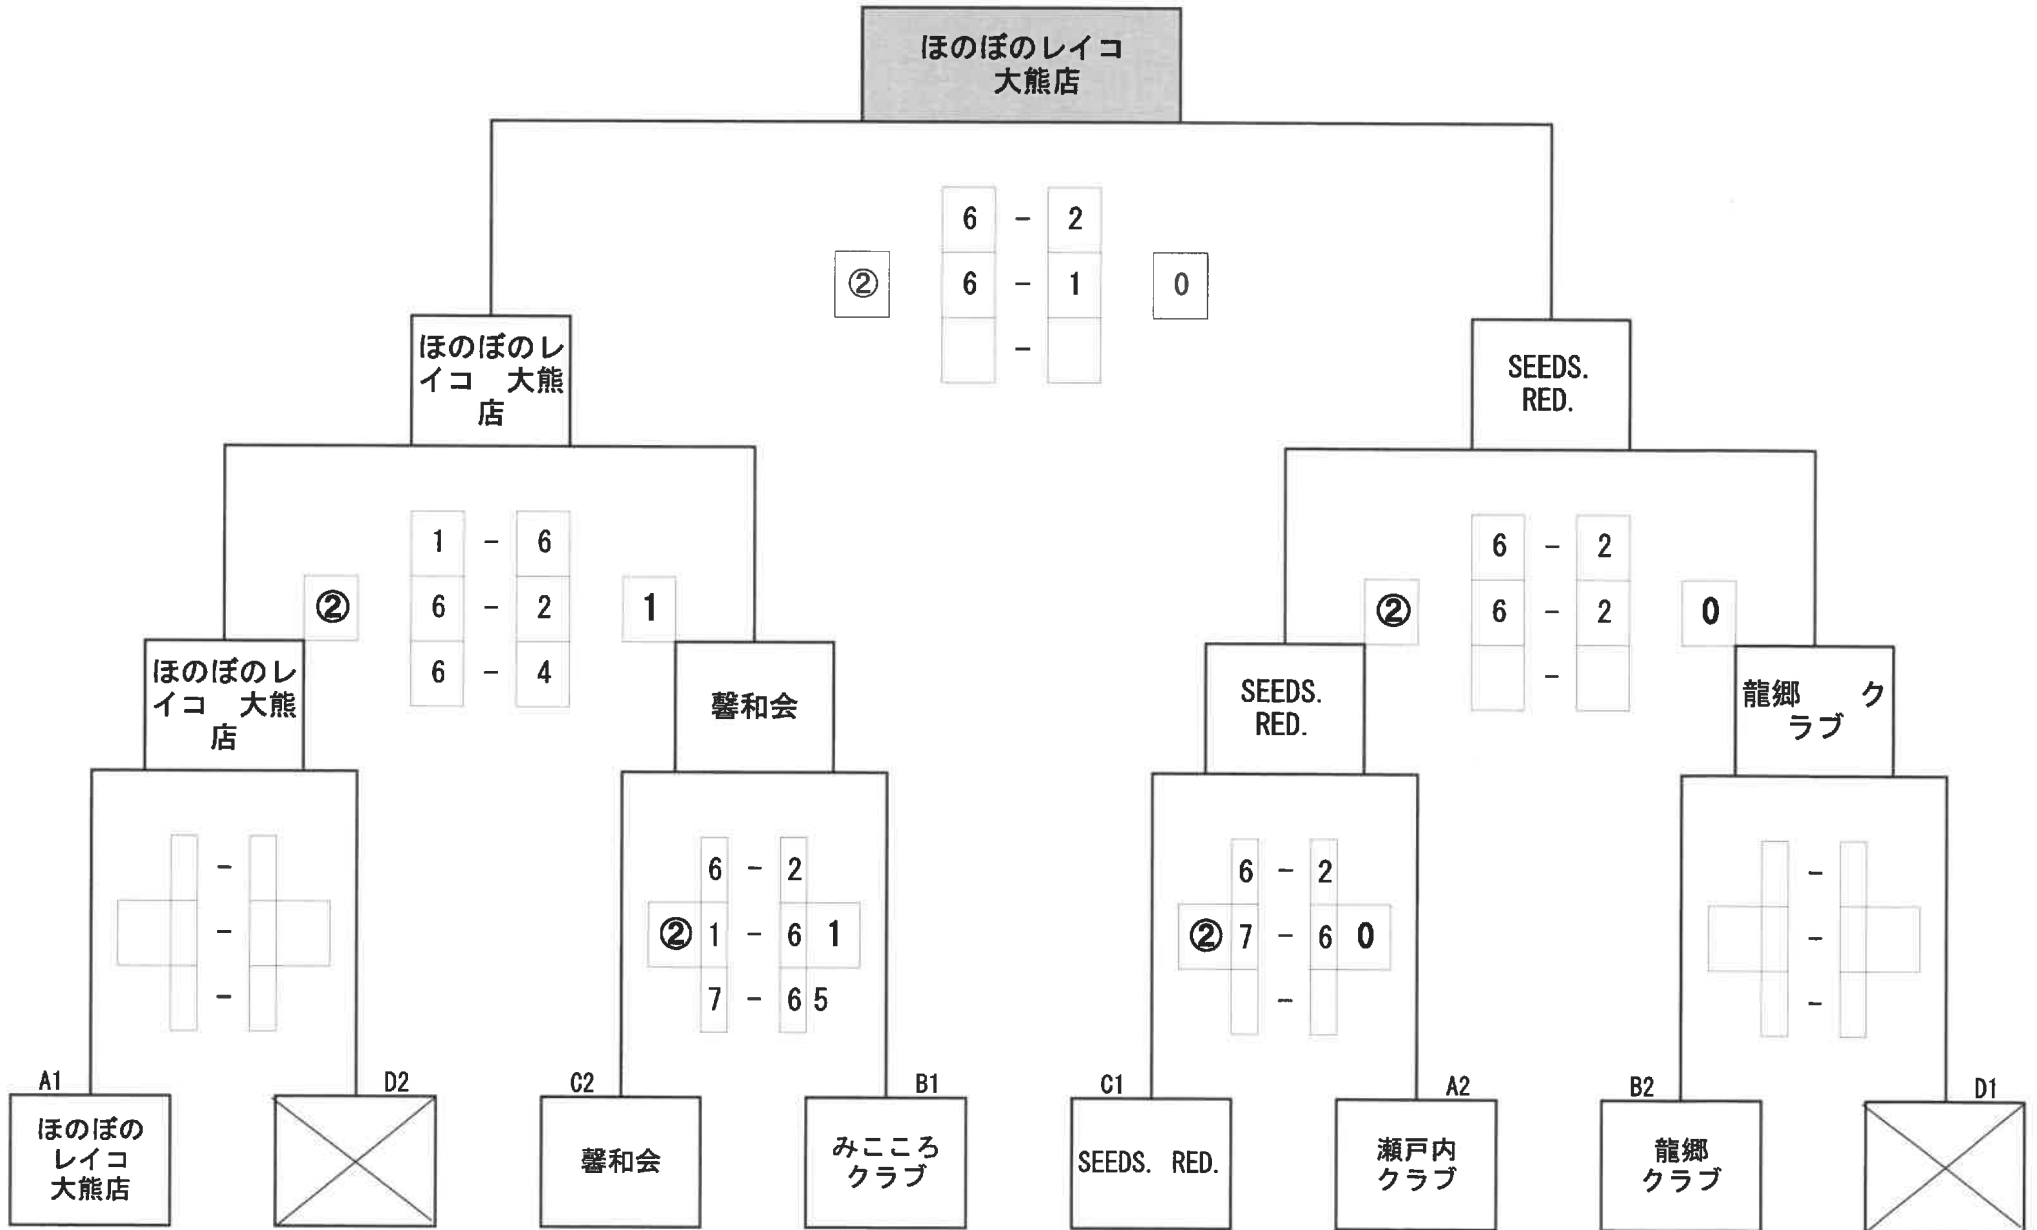 ほのぼのレイコ
大熊店
6 - 2
② 6 - 1 0
-
ほのぼのレ
イコ 大熊
店
SEEDS.
RED.
1 - 6
② 6 - 2 1
6 - 4
6 - 2
② 6 - 2 0
-
ほのぼのレ
イコ 大熊
店
馨和会
SEEDS.
RED.
龍郷 ク
ラブ
-
-
-
6 - 2
② 1 - 6 1
7 - 6 5
6 - 2
② 7 - 6 0
-
-
-
-
A1 D2 C2 B1 C1 A2 B2 D1
ほのぼの
レイコ
大熊店
馨和会
みこころ
クラブ
SEEDS. RED.
瀬戸内
クラブ
龍郷
クラブ